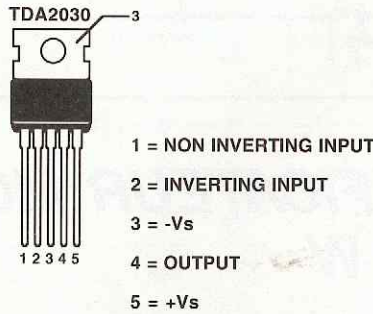 TDA2030
3
1 = NON INVERTING INPUT
2 = INVERTING INPUT
3 = -Vs
4 = OUTPUT
5 = +Vs
1 2 3 4 5